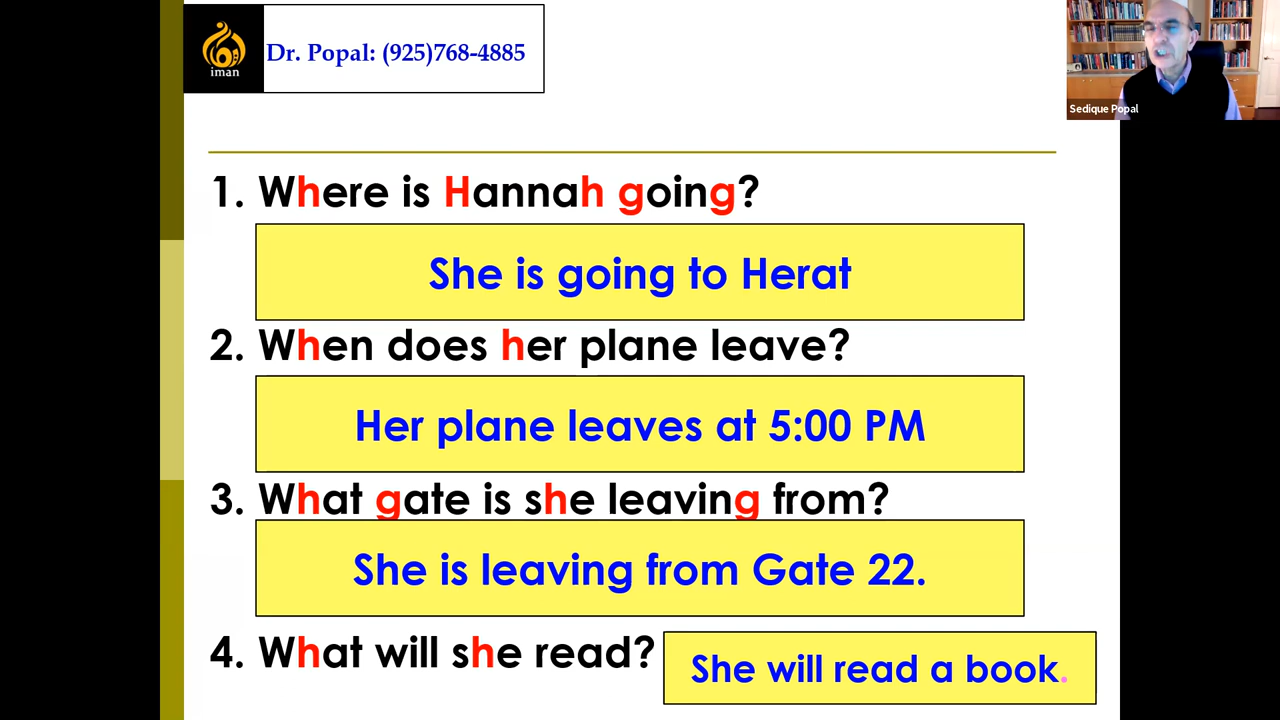 iman
Dr. Popal: (925)768-4885
Sedique Popal
1. Where is Hannah going?
She is going to Herat
2. When does her plane leave?
Her plane leaves at 5:00 PM
3. What gate is she leaving from?
She is leaving from Gate 22.
4. What will she read?
She will read a book.